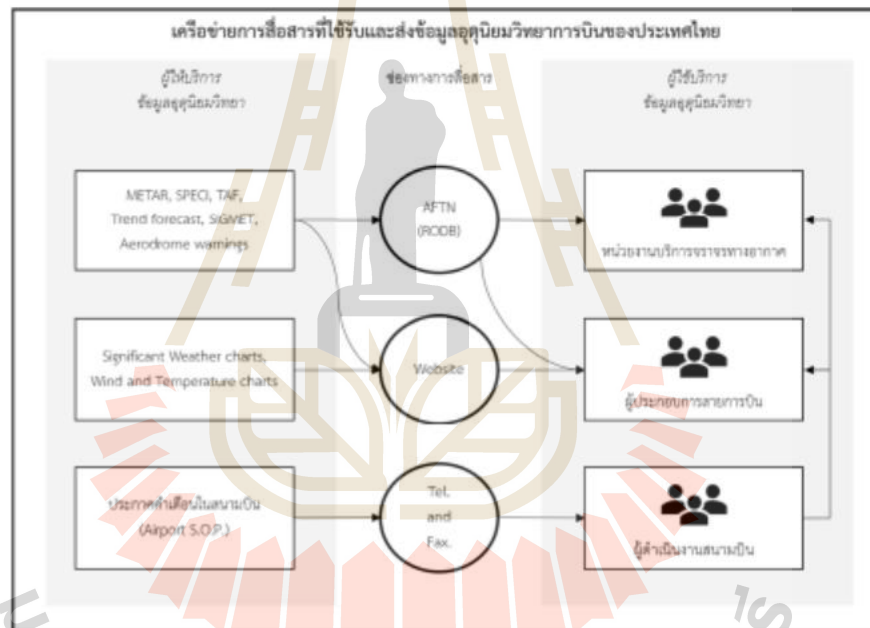 เครือข่ายการสื่อสารที่ใช้รับและส่งข้อมูลอุตุนิยมวิทยาการบินของประเทศไทย
ผู้ให้บริการ
ข้อมูลอุตุนิยมวิทยา
ช่องทางการสื่อสาร
ผู้ใช้บริการ
ข้อมูลอุตุนิยมวิทยา
METAR, SPECI, TAF,
Trend forecast, SIGMET,
Aerodrome warnings
AFTN
(RODB)
หน่วยงานบริการจราจรทางอากาศ
Significant Weather charts,
Wind and Temperature charts
Website
ผู้ประกอบการสายการบิน
ประกาศคำเตือนในสนามบิน
(Airport S.O.P.)
Tel.
and
Fax.
ผู้ดำเนินงานสนามบิน